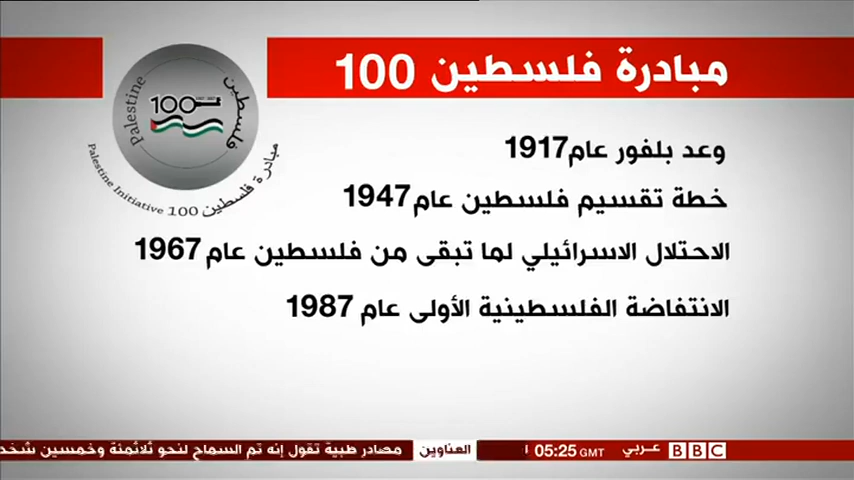 مبادرة فلسطين 100
Palestine
100
فلسطين
Palestine Initiative 100 مبادرة فلسطين
وعد بلفور عام1917
خطة تقسيم فلسطين عام1947
الاحتلال الاسرائيلي لما تبقى من فلسطين عام1967
الانتفاضة الفلسطينية الأولى عام 1987
BBC عربي
05:25 GMT
العناوين
مصادر طبية تقول إنه تم السماح لنحو ثلاثمئة وخمسين